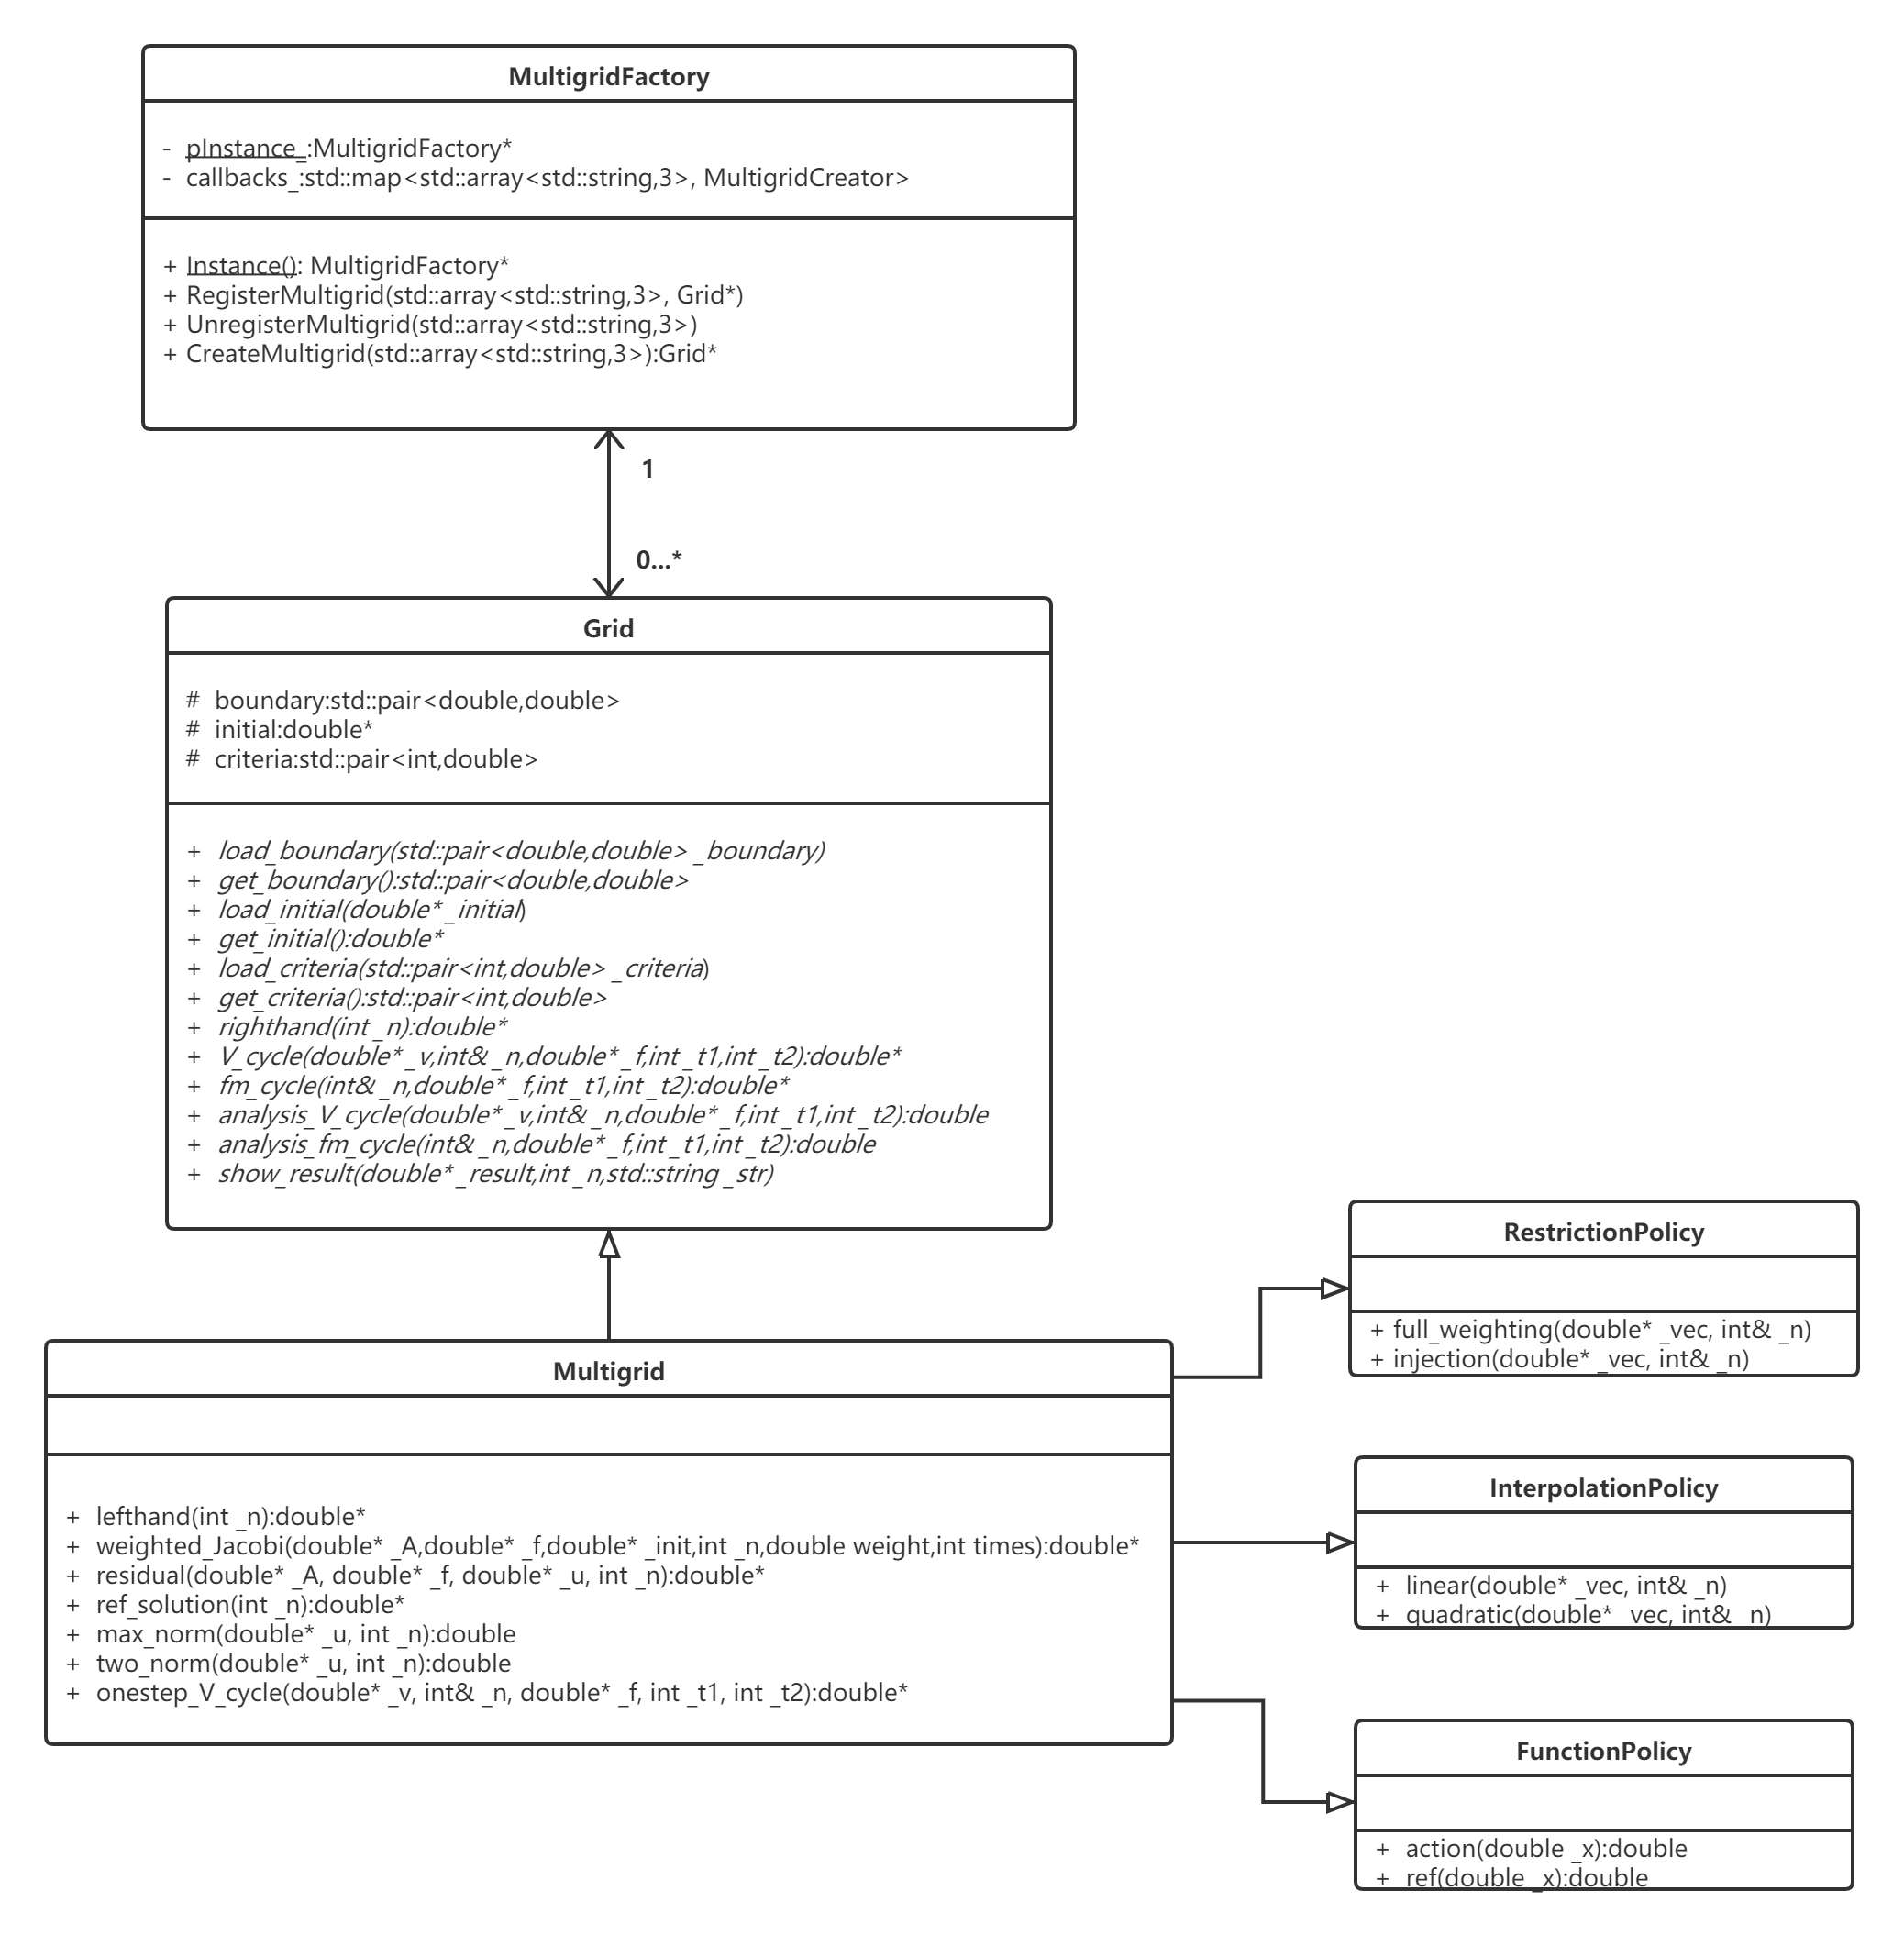 MultigridFactory
- pInstance_:MultigridFactory*
- callbacks_:std::map<std::array<std::string,3>, MultigridCreator>
+ Instance(): MultigridFactory*
+ RegisterMultigrid(std::array<std::string,3>, Grid*)
+ UnregisterMultigrid(std::array<std::string,3>)
+ CreateMultigrid(std::array<std::string,3>):Grid*
1
0...*
Grid
# boundary:std::pair<double,double>
# initial:double*
# criteria:std::pair<int,double>
+ load_boundary(std::pair<double,double> _boundary)
+ get_boundary():std::pair<double,double>
+ load_initial(double* _initial)
+ get_initial():double*
+ load_criteria(std::pair<int,double> _criteria)
+ get_criteria():std::pair<int,double>
+ righthand(int _n):double*
+ V_cycle(double* _v,int& _n,double* _f,int _t1,int _t2):double*
+ fm_cycle(int& _n,double* _f,int _t1,int _t2):double*
+ analysis_V_cycle(double* _v,int& _n,double* _f,int _t1,int _t2):double
+ analysis_fm_cycle(int& _n,double* _f,int _t1,int _t2):double
+ show_result(double* _result,int _n,std::string _str)
Multigrid
+ lefthand(int _n):double*
+ weighted_Jacobi(double* _A,double* _f,double* _init,int _n,double weight,int times):double*
+ residual(double* _A, double* _f, double* _u, int _n):double*
+ ref_solution(int _n):double*
+ max_norm(double* _u, int _n):double
+ two_norm(double* _u, int _n):double
+ onestep_V_cycle(double* _v, int& _n, double* _f, int _t1, int _t2):double*
RestrictionPolicy
+ full_weighting(double* _vec, int& _n)
+ injection(double* _vec, int& _n)
InterpolationPolicy
+ linear(double* _vec, int& _n)
+ quadratic(double* _vec, int& _n)
FunctionPolicy
+ action(double _x):double
+ ref(double _x):double